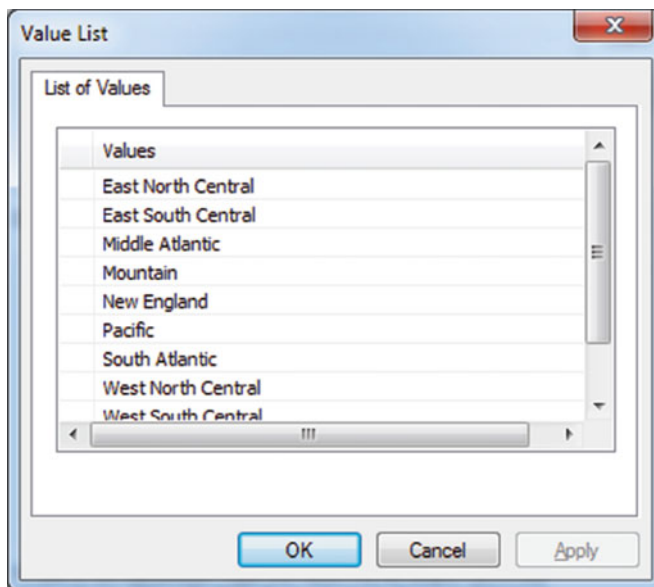 Value List
List of Values
Values
East North Central
East South Central
Middle Atlantic
Mountain
New England
Pacific
South Atlantic
West North Central
West South Central
OK Cancel Apply